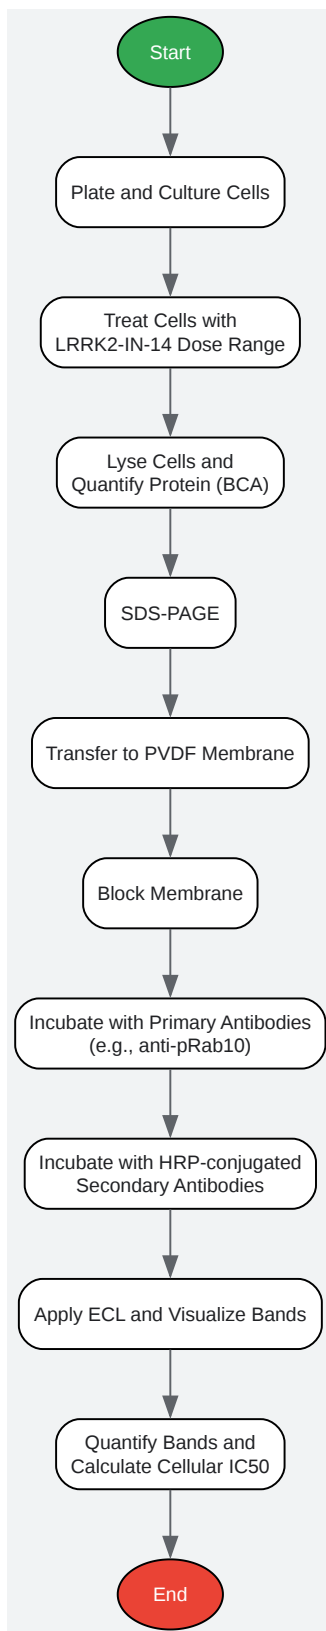 Start
Plate and Culture Cells
Treat Cells with
LRRK2-IN-14 Dose Range
Lyse Cells and
Quantify Protein (BCA)
SDS-PAGE
Transfer to PVDF Membrane
Block Membrane
Incubate with Primary Antibodies
(e.g., anti-pRab10)
Incubate with HRP-conjugated
Secondary Antibodies
Apply ECL and Visualize Bands
Quantify Bands and
Calculate Cellular IC50
End